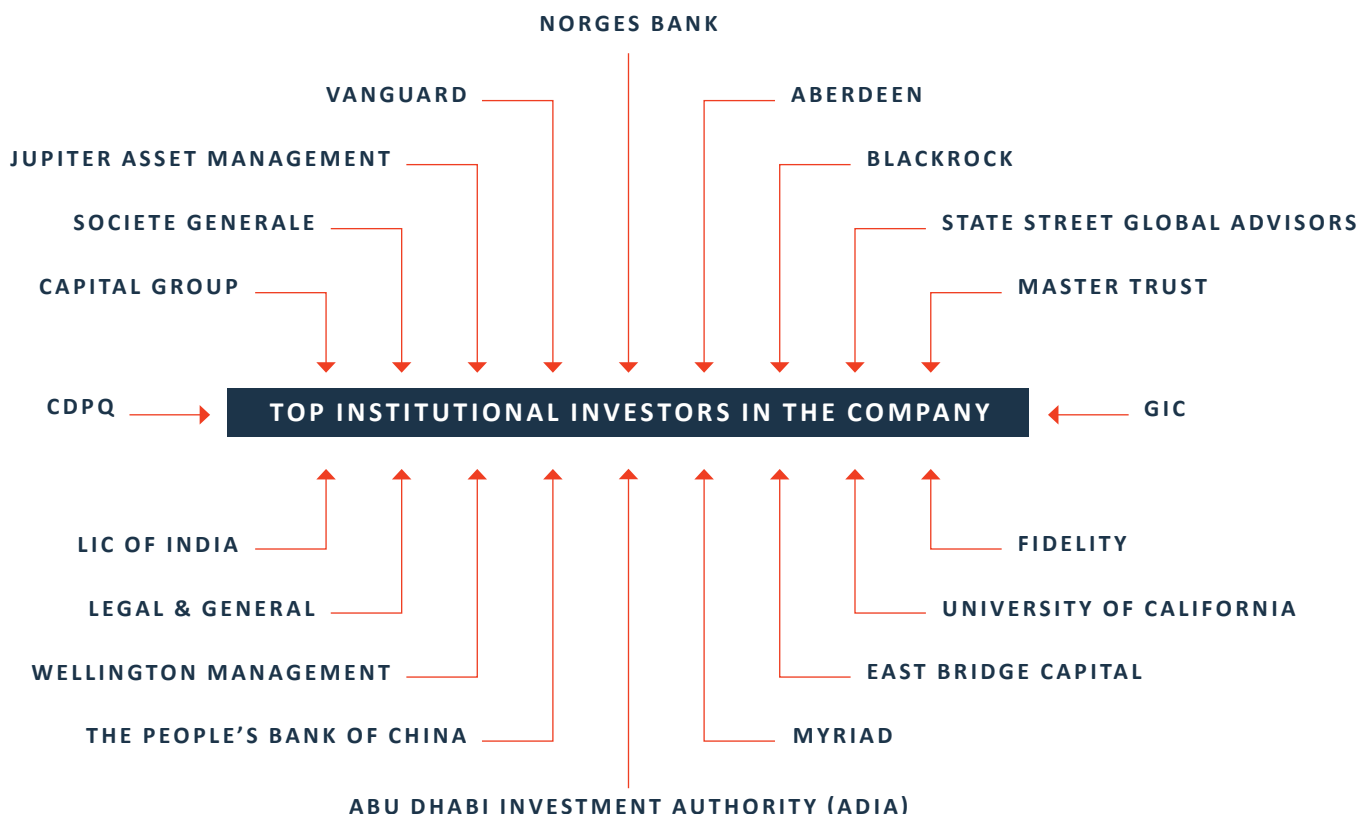 NORGES BANK
VANGUARD
ABERDEEN
JUPITER ASSET MANAGEMENT
BLACKROCK
SOCIETE GENERALE
STATE STREET GLOBAL ADVISORS
CAPITAL GROUP
MASTER TRUST
CDPQ
TOP INSTITUTIONAL INVESTORS IN THE COMPANY
GIC
LIC OF INDIA
FIDELITY
LEGAL & GENERAL
UNIVERSITY OF CALIFORNIA
WELLINGTON MANAGEMENT
EAST BRIDGE CAPITAL
THE PEOPLE’S BANK OF CHINA
MYRIAD
ABU DHABI INVESTMENT AUTHORITY (ADIA)